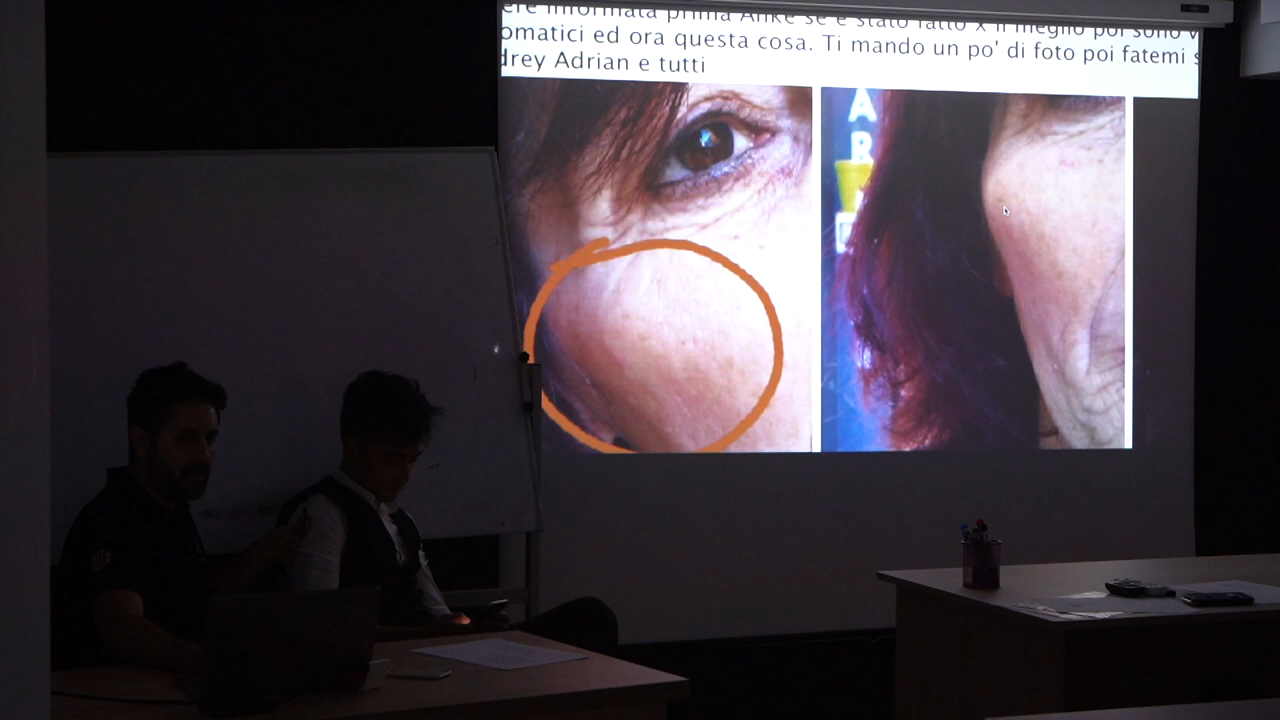 ere informata prima Anke se è stato fatto x il meglio poi sono v
omatici ed ora questa cosa. Ti mando un po' di foto poi fatemi s
drey Adrian e tutti
A
R